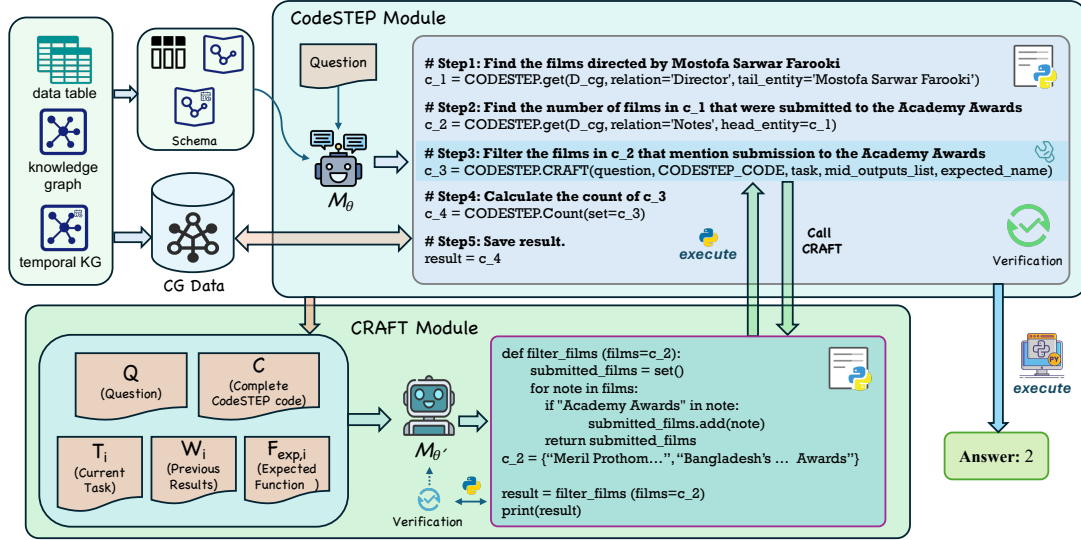 CodeSTEP Module
data table
knowledge
graph
temporal KG
Schema
CG Data
Question
M_θ
# Step1: Find the films directed by Mostofa Sarwar Farooki
c_1 = CODESTEP.get(D_cg, relation='Director', tail_entity='Mostofa Sarwar Farooki')
# Step2: Find the number of films in c_1 that were submitted to the Academy Awards
c_2 = CODESTEP.get(D_cg, relation='Notes', head_entity=c_1)
# Step3: Filter the films in c_2 that mention submission to the Academy Awards
c_3 = CODESTEP.CRAFT(question, CODESTEP_CODE, task, mid_outputs_list, expected_name)
# Step4: Calculate the count of c_3
c_4 = CODESTEP.Count(set=c_3)
# Step5: Save result.
result = c_4
execute
Call
CRAFT
Verification
CRAFT Module
Q
(Question)
C
(Complete
CodeSTEP code)
T_i
(Current
Task)
W_i
(Previous
Results)
F_exp,i
(Expected
Function
)
M_θ'
Verification
def filter_films (films=c_2):
submitted_films = set()
for note in films:
if "Academy Awards" in note:
submitted_films.add(note)
return submitted_films
c_2 = {“Meril Prothom…”, “Bangladesh's … Awards”}
result = filter_films (films=c_2)
print(result)
PY
execute
Answer: 2